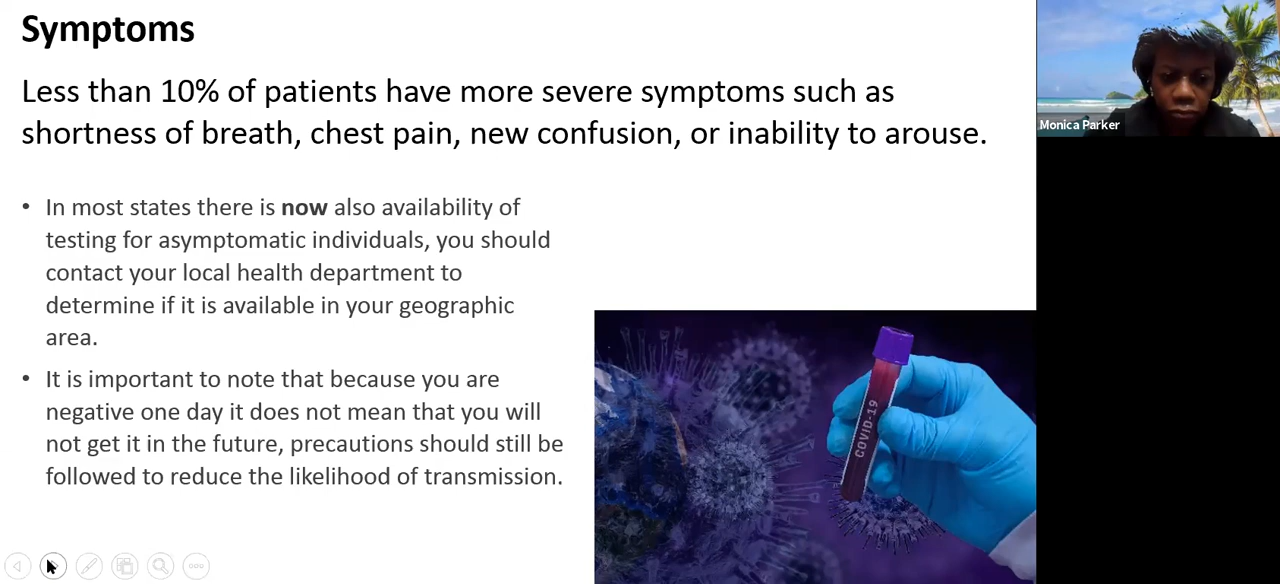 Symptoms
Less than 10% of patients have more severe symptoms such as
shortness of breath, chest pain, new confusion, or inability to arouse.
• In most states there is now also availability of
testing for asymptomatic individuals, you should
contact your local health department to
determine if it is available in your geographic
area.
• It is important to note that because you are
negative one day it does not mean that you will
not get it in the future, precautions should still be
followed to reduce the likelihood of transmission.
COVID-19
Monica Parker